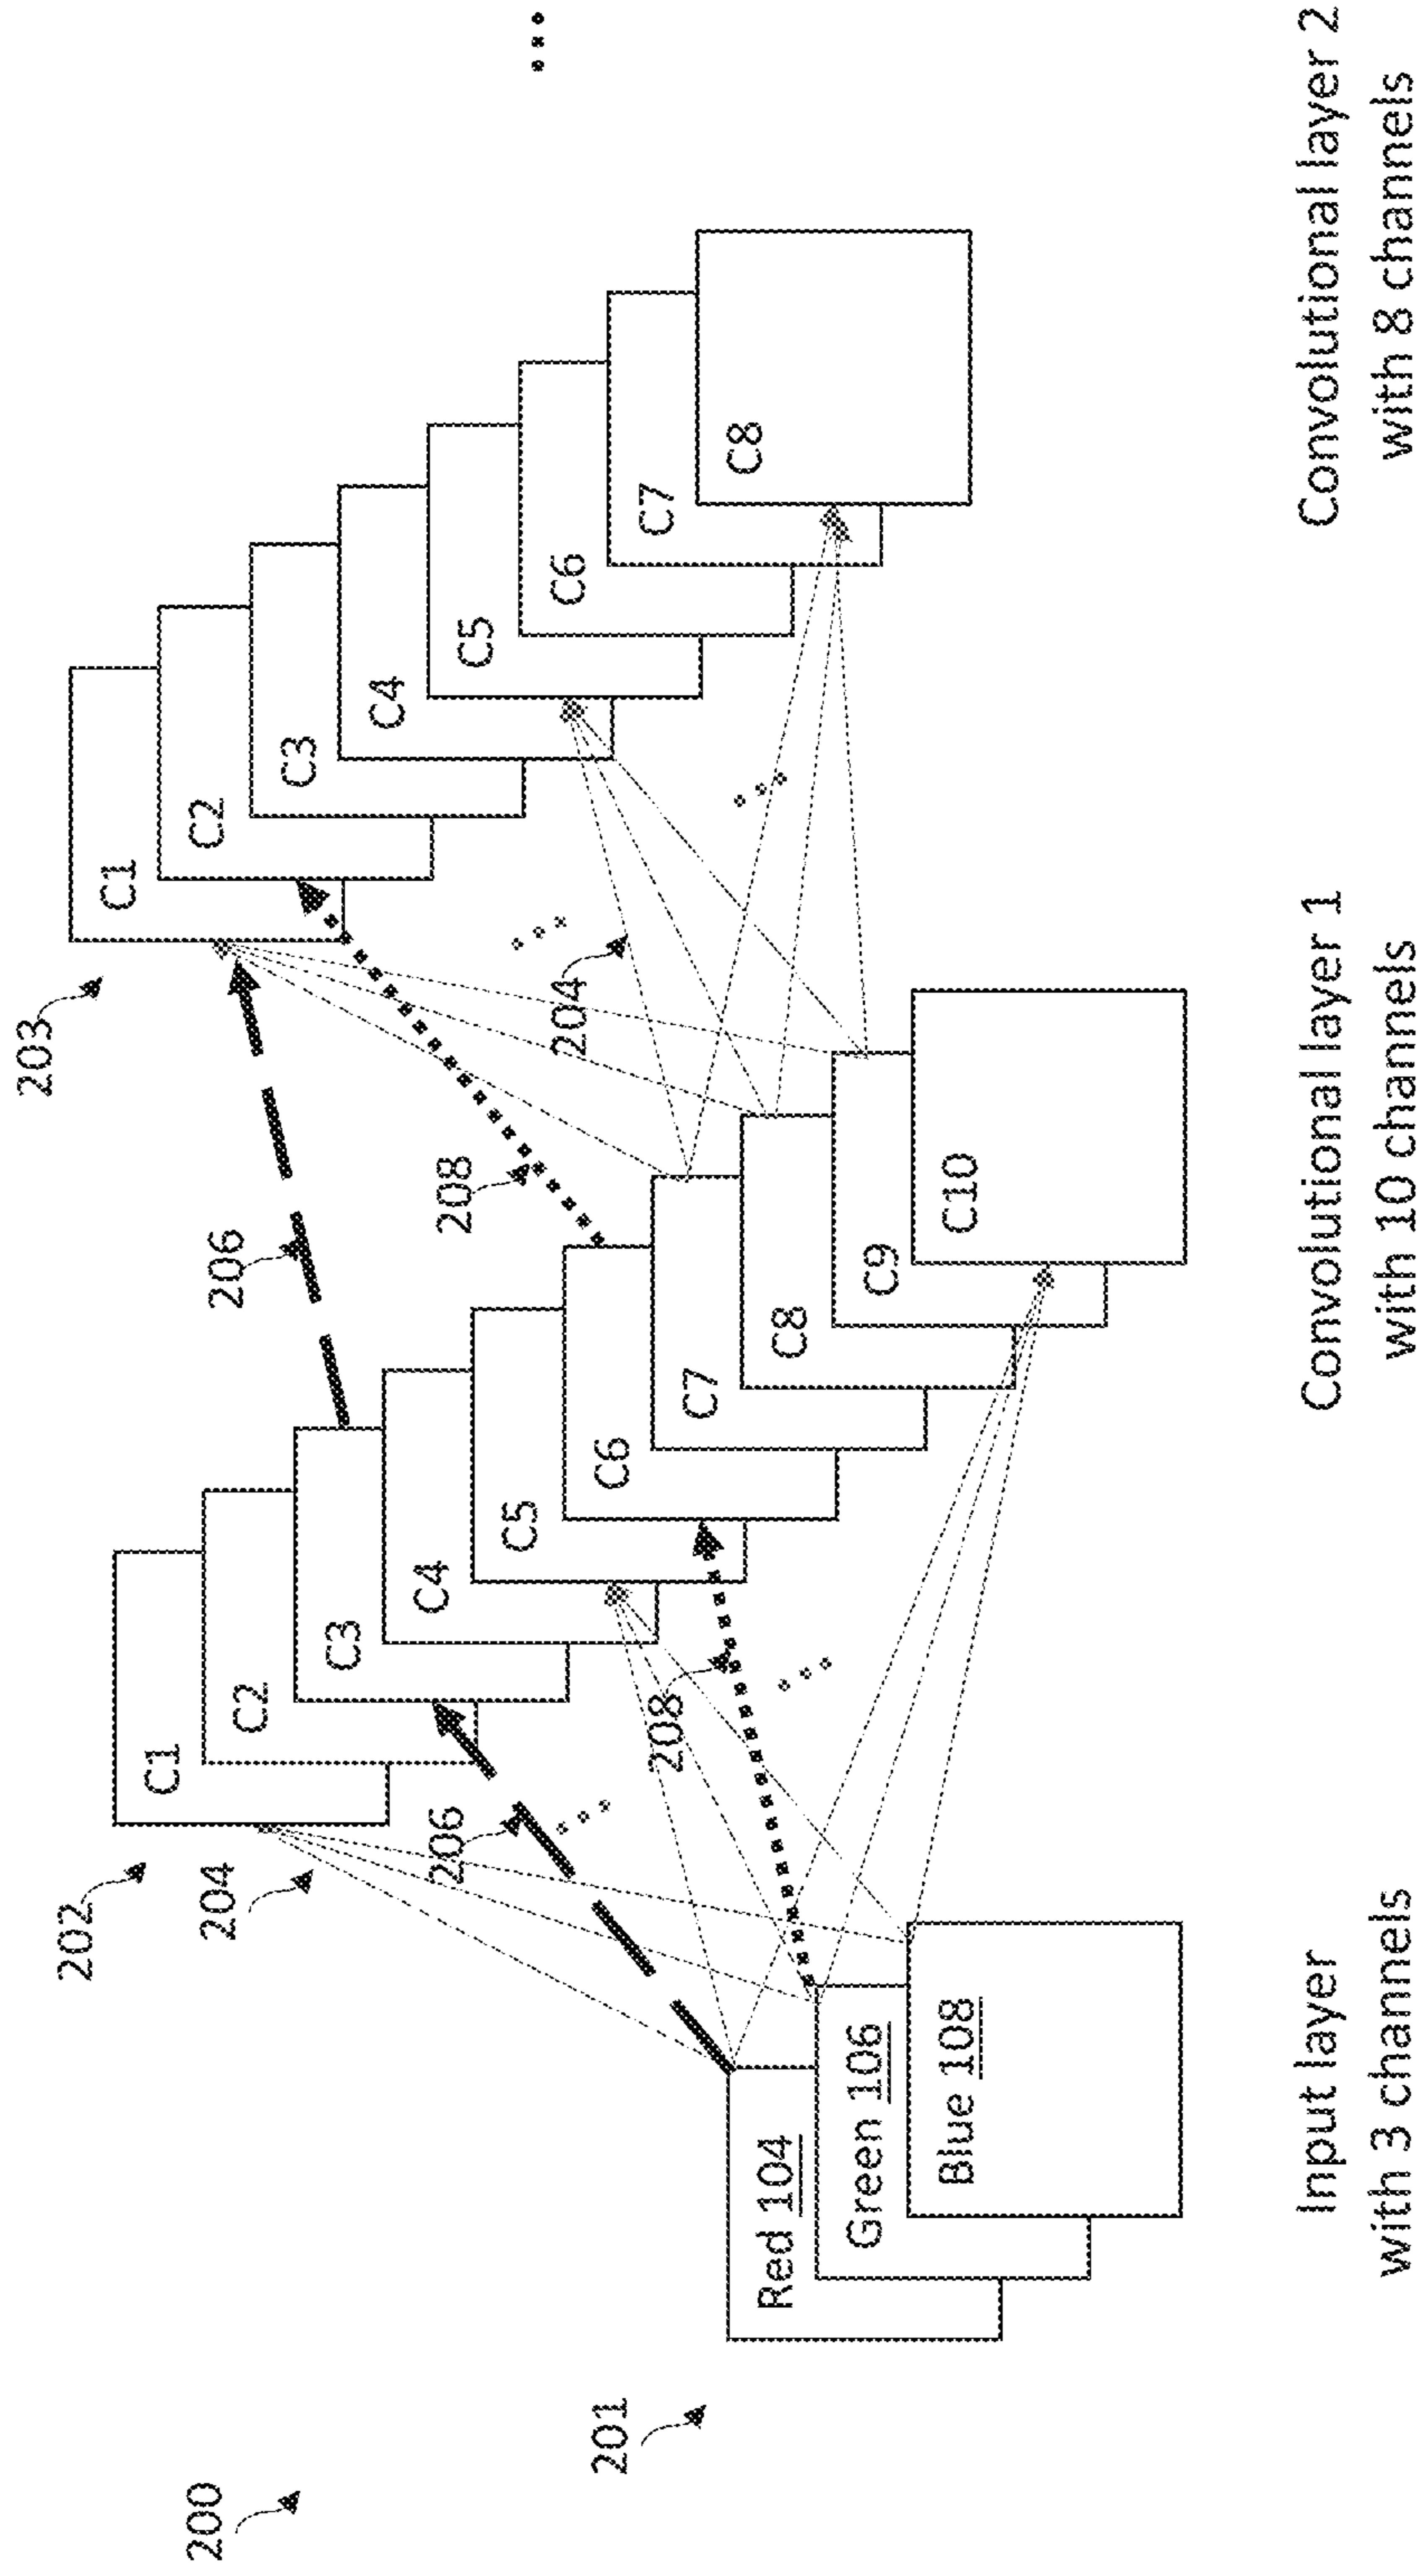 200
201
202
203
204
206
208
206
208
204
Red 104
Green 106
Blue 108
C1
C2
C3
C4
C5
C6
C7
C8
C9
C10
C1
C2
C3
C4
C5
C6
C7
C8
...
Input layer
with 3 channels
Convolutional layer 1
with 10 channels
Convolutional layer 2
with 8 channels